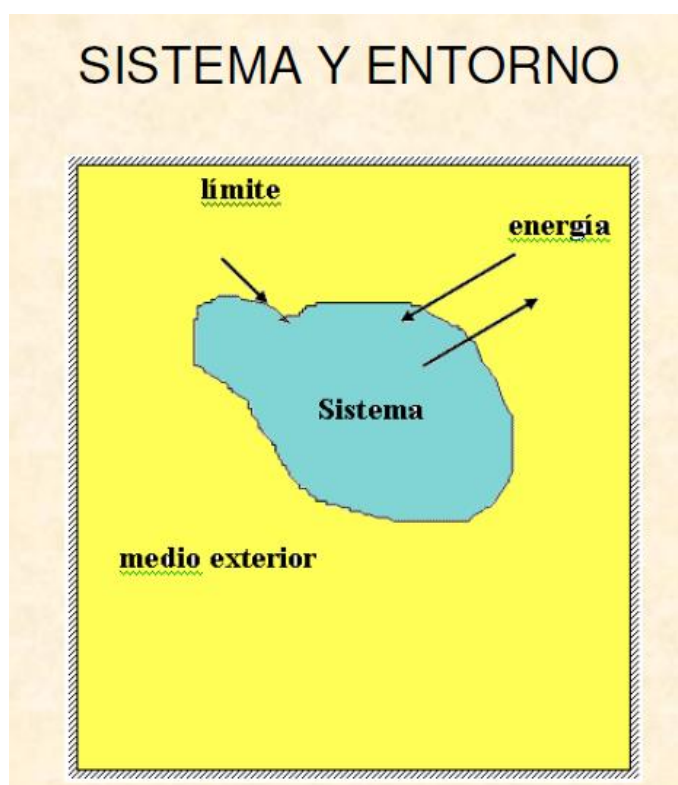 SISTEMA Y ENTORNO
límite
energía
Sistema
medio exterior